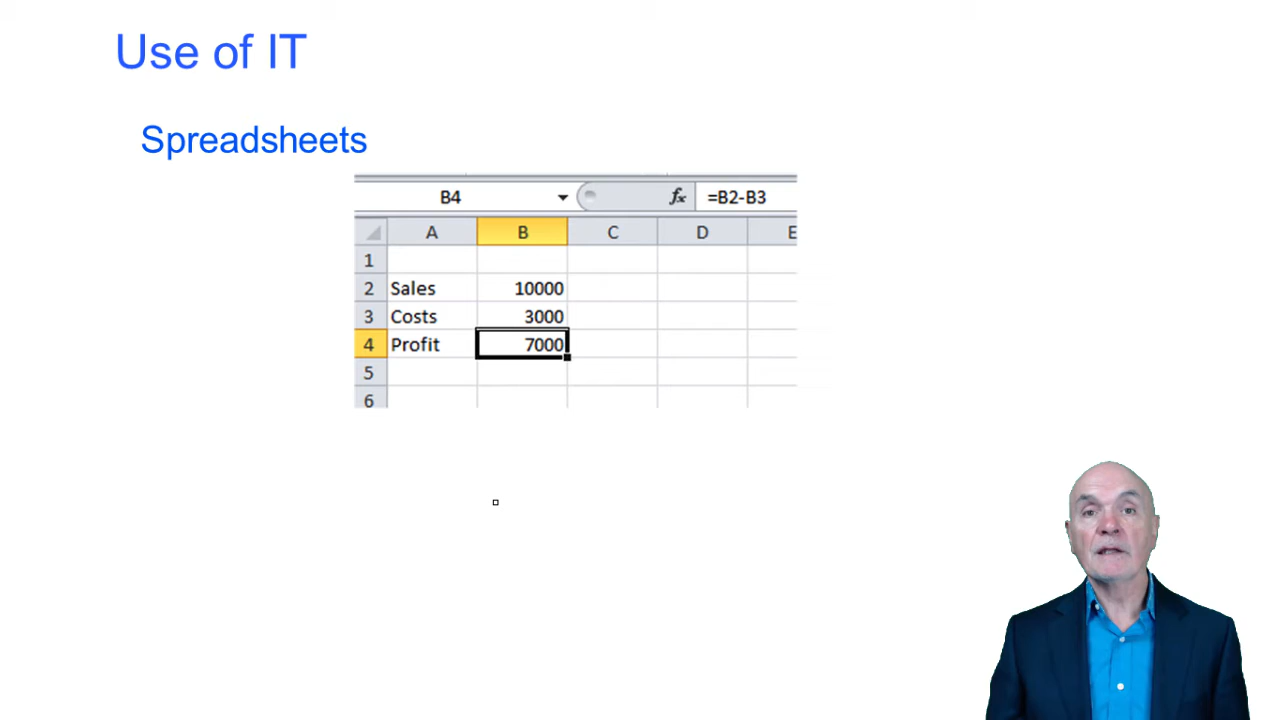 Use of IT
Spreadsheets
B4 fx =B2-B3
A B C D E
1
2 Sales 10000
3 Costs 3000
4 Profit 7000
5
6